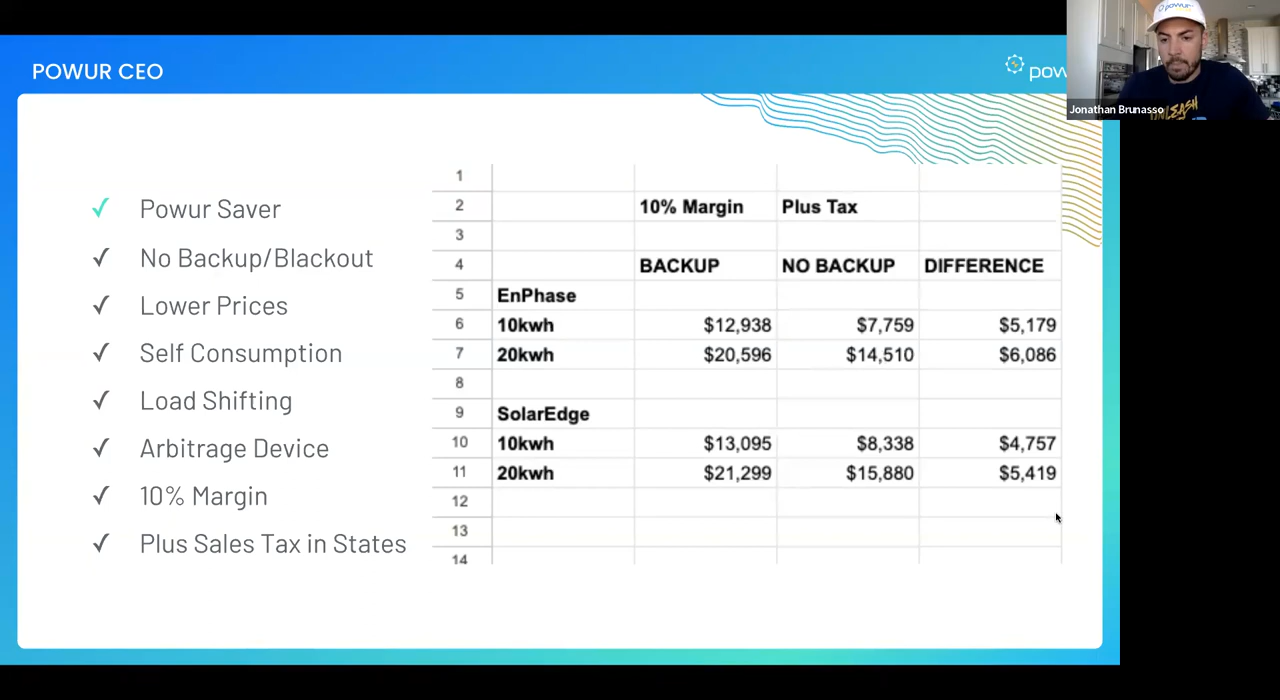 POWUR CEO
powur
Jonathan Brunasso
UNLEASH
✓ Powur Saver
✓ No Backup/Blackout
✓ Lower Prices
✓ Self Consumption
✓ Load Shifting
✓ Arbitrage Device
✓ 10% Margin
✓ Plus Sales Tax in States
1
2 10% Margin Plus Tax
3
4 BACKUP NO BACKUP DIFFERENCE
5 EnPhase
6 10kwh $12,938 $7,759 $5,179
7 20kwh $20,596 $14,510 $6,086
8
9 SolarEdge
10 10kwh $13,095 $8,338 $4,757
11 20kwh $21,299 $15,880 $5,419
12
13
14